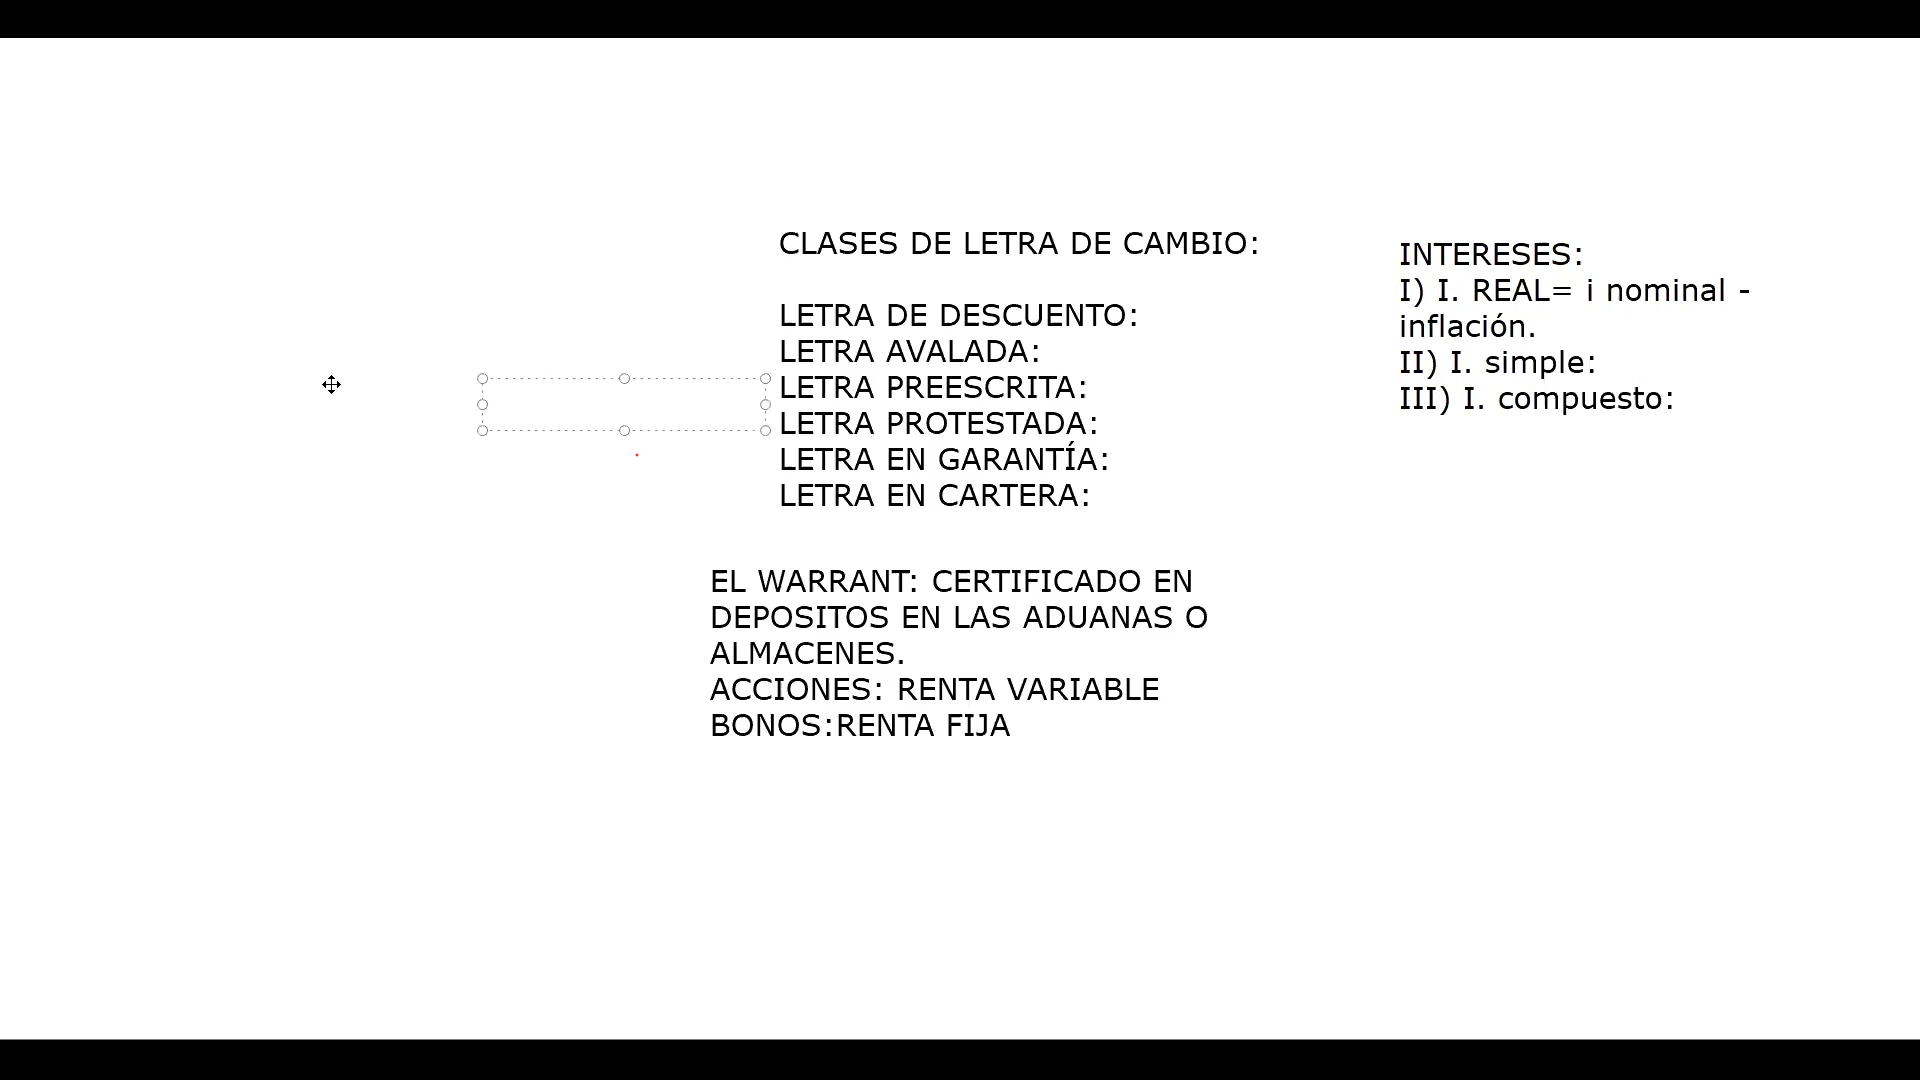 CLASES DE LETRA DE CAMBIO:
LETRA DE DESCUENTO:
LETRA AVALADA:
LETRA PREESCRITA:
LETRA PROTESTADA:
LETRA EN GARANTÍA:
LETRA EN CARTERA:
EL WARRANT: CERTIFICADO EN
DEPOSITOS EN LAS ADUANAS O
ALMACENES.
ACCIONES: RENTA VARIABLE
BONOS:RENTA FIJA
INTERESES:
I) I. REAL= i nominal -
inflación.
II) I. simple:
III) I. compuesto: